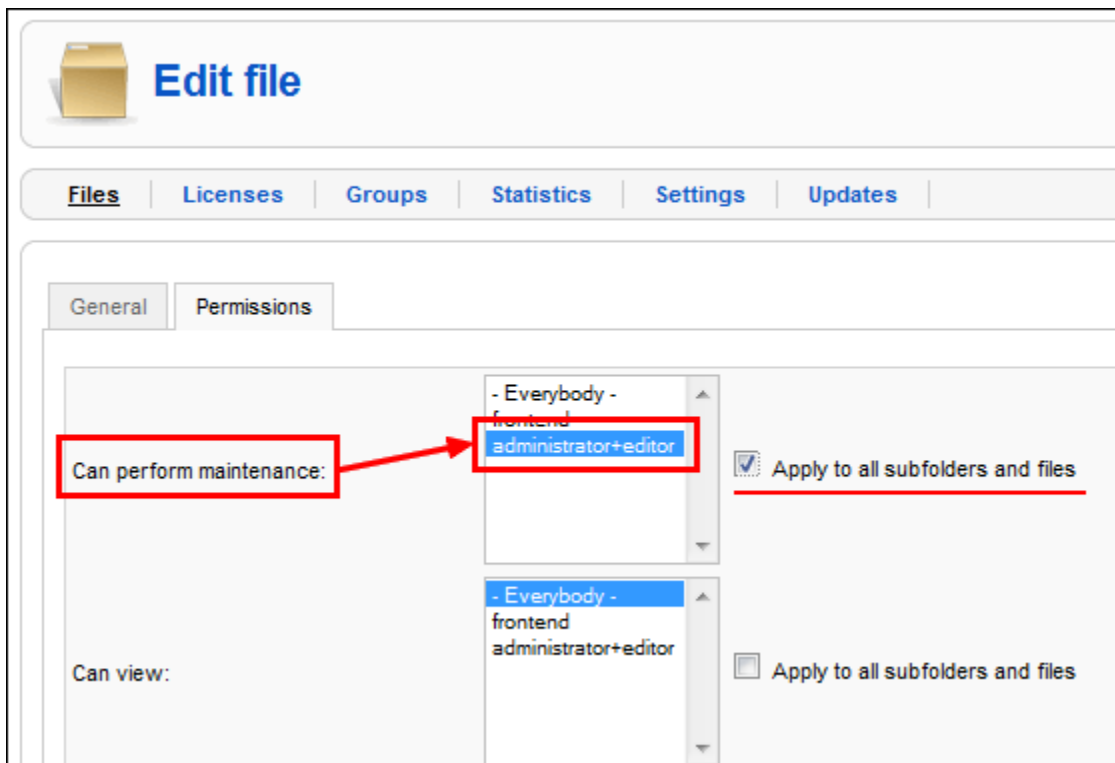 Edit file
Files Licenses Groups Statistics Settings Updates
General Permissions
- Everybody -
frontend
administrator+editor
Can perform maintenance:
Apply to all subfolders and files
- Everybody -
frontend
administrator+editor
Can view:
Apply to all subfolders and files